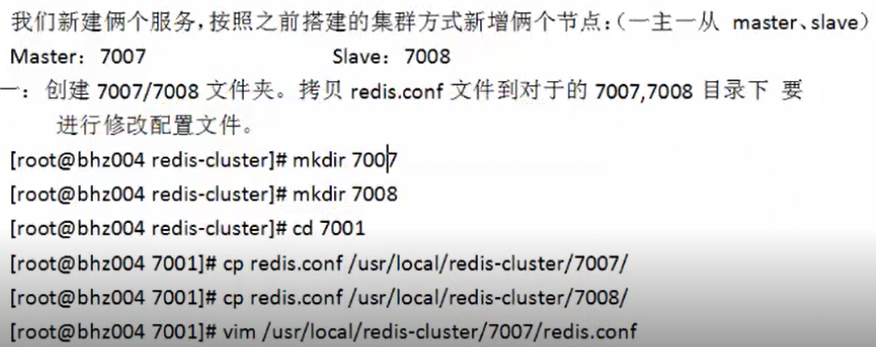 我们新建俩个服务，按照之前搭建的集群方式新增俩个节点：（一主一从 master、slave）
Master：7007 Slave：7008
一：创建 7007/7008 文件夹。拷贝 redis.conf 文件到对于的 7007,7008 目录下 要
进行修改配置文件。
[root@bhz004 redis-cluster]# mkdir 7007
[root@bhz004 redis-cluster]# mkdir 7008
[root@bhz004 redis-cluster]# cd 7001
[root@bhz004 7001]# cp redis.conf /usr/local/redis-cluster/7007/
[root@bhz004 7001]# cp redis.conf /usr/local/redis-cluster/7008/
[root@bhz004 7001]# vim /usr/local/redis-cluster/7007/redis.conf